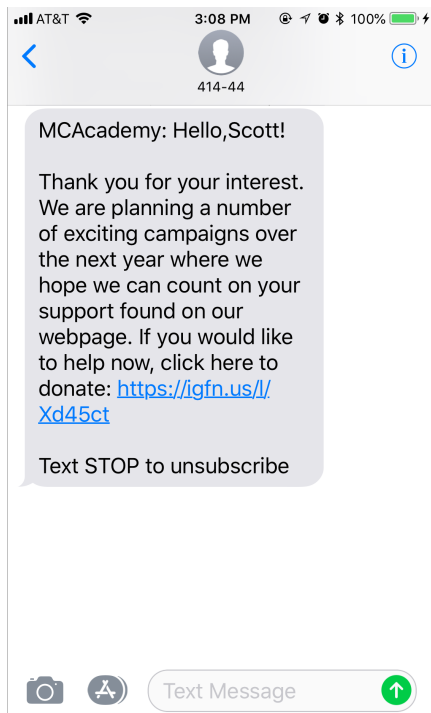 AT&T 3:08 PM 100%
414-44
MCAcademy: Hello,Scott!
Thank you for your interest.
We are planning a number
of exciting campaigns over
the next year where we
hope we can count on your
support found on our
webpage. If you would like
to help now, click here to
donate: https://igfn.us/l/
Xd45ct
Text STOP to unsubscribe
Text Message